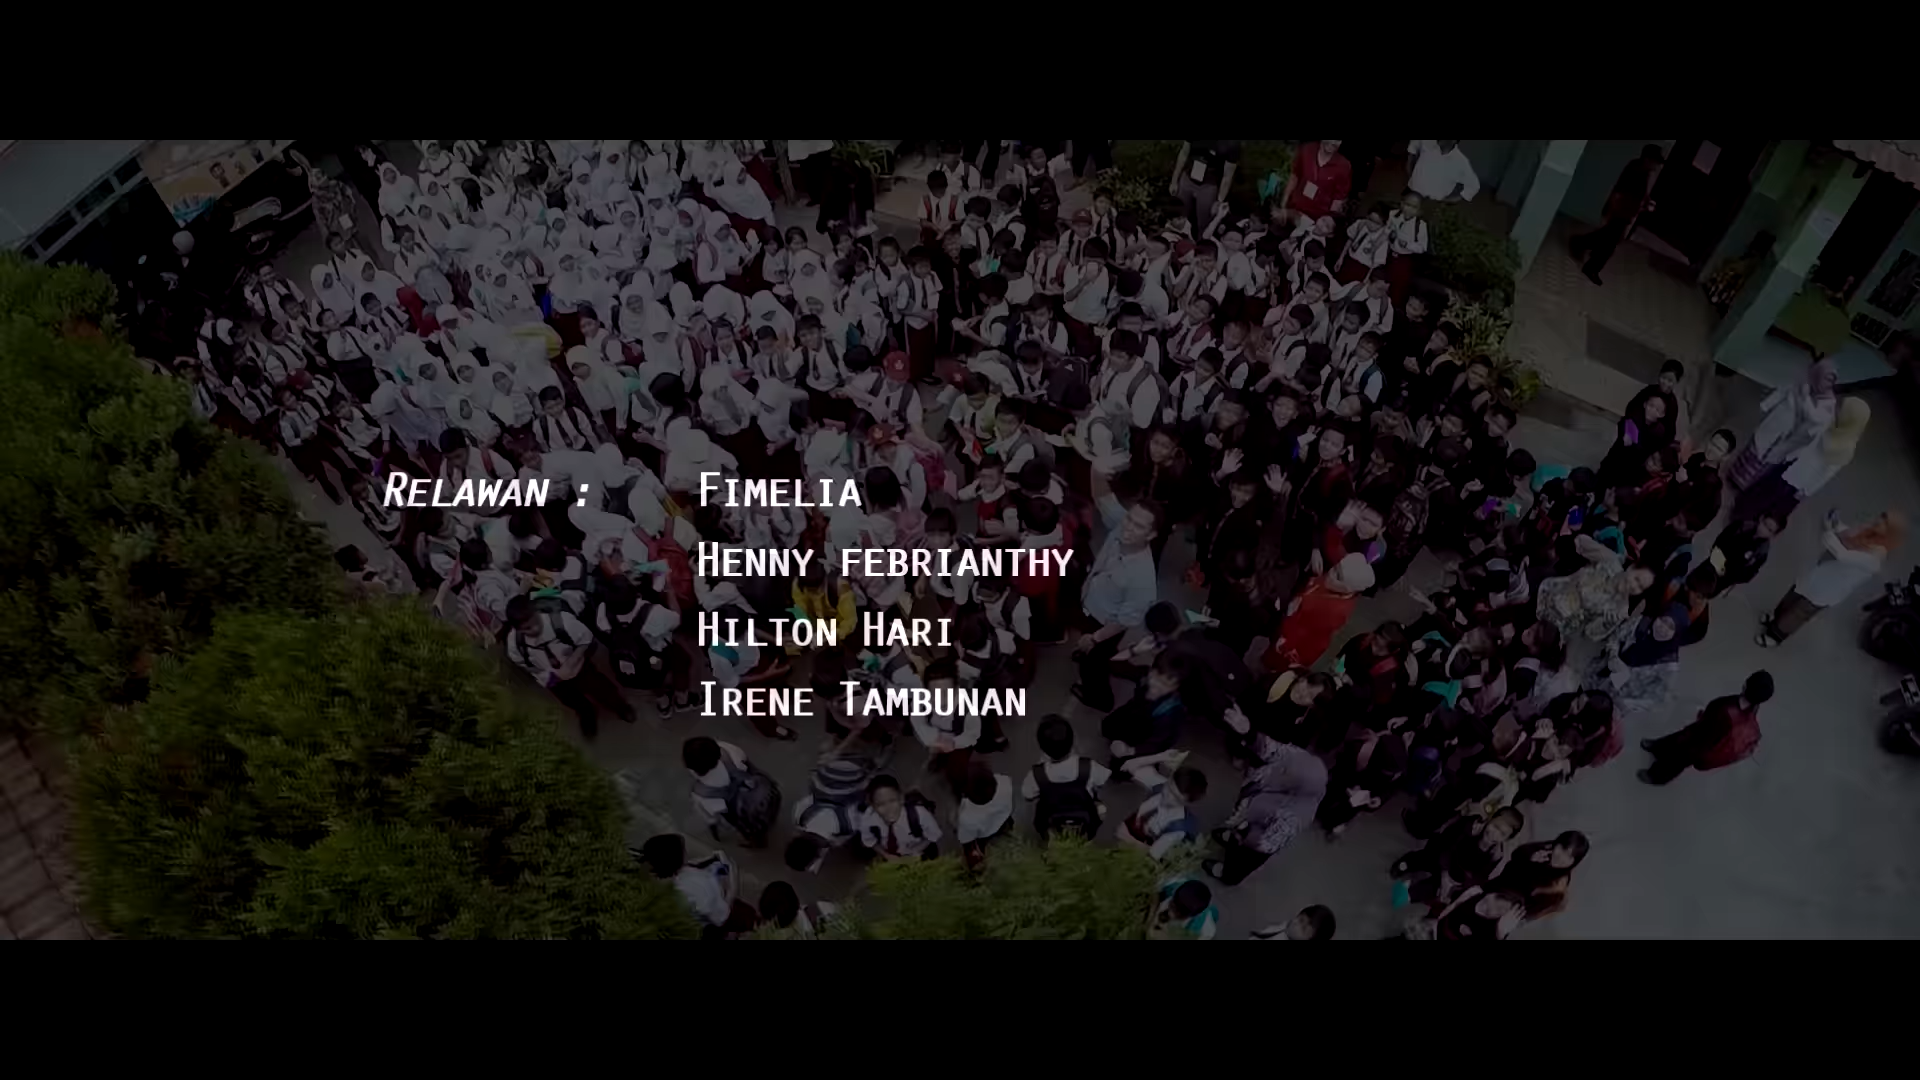 Relawan : Fimelia
Henny febrianthy
Hilton Hari
Irene Tambunan